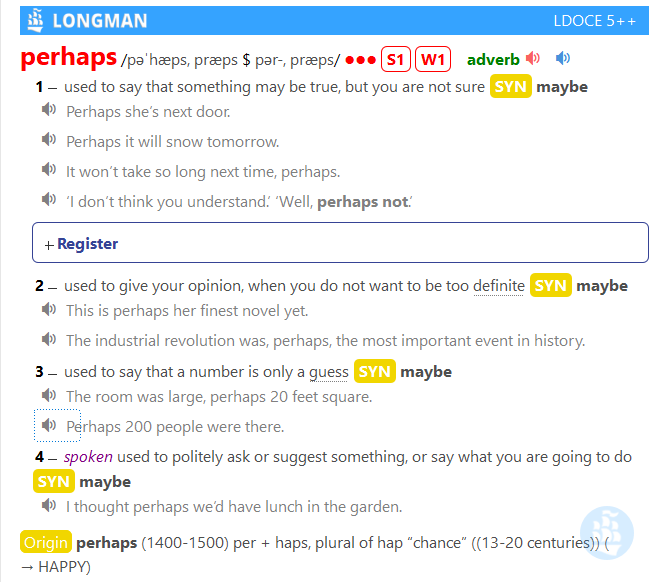 LONGMAN LDOCE 5++
perhaps /pəˈhæps, præps $ pər-, præps/ ●●● S1 W1 adverb
1 – used to say that something may be true, but you are not sure SYN maybe
Perhaps she’s next door.
Perhaps it will snow tomorrow.
It won’t take so long next time, perhaps.
‘I don’t think you understand.’ ‘Well, perhaps not.’
+ Register
2 – used to give your opinion, when you do not want to be too definite SYN maybe
This is perhaps her finest novel yet.
The industrial revolution was, perhaps, the most important event in history.
3 – used to say that a number is only a guess SYN maybe
The room was large, perhaps 20 feet square.
Perhaps 200 people were there.
4 – spoken used to politely ask or suggest something, or say what you are going to do
SYN maybe
I thought perhaps we’d have lunch in the garden.
Origin perhaps (1400-1500) per + haps, plural of hap “chance” ((13-20 centuries)) (
→ HAPPY)